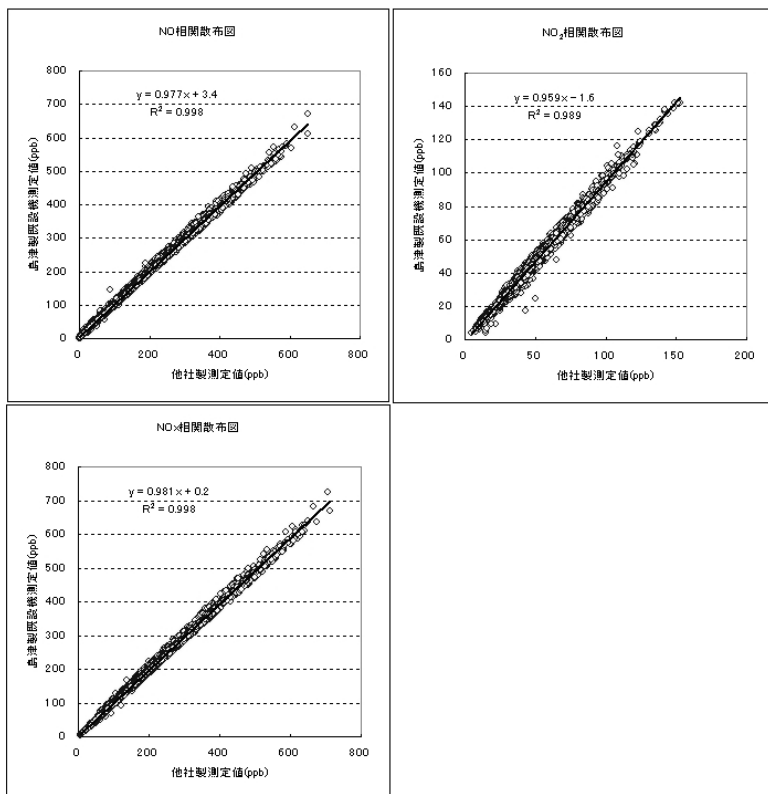 NO相関散布図
800
700
600
500
400
300
200
100
0
y = 0.977x + 3.4
R² = 0.998
島津製既設機測定値(ppb)
0 200 400 600 800
他社製測定値(ppb)
NO₂相関散布図
160
140
120
100
80
60
40
20
0
y = 0.959x − 1.6
R² = 0.989
島津製既設機測定値(ppb)
0 50 100 150 200
他社製測定値(ppb)
NOx相関散布図
800
700
600
500
400
300
200
100
0
y = 0.981x + 0.2
R² = 0.998
島津製既設機測定値(ppb)
0 200 400 600 800
他社製測定値(ppb)